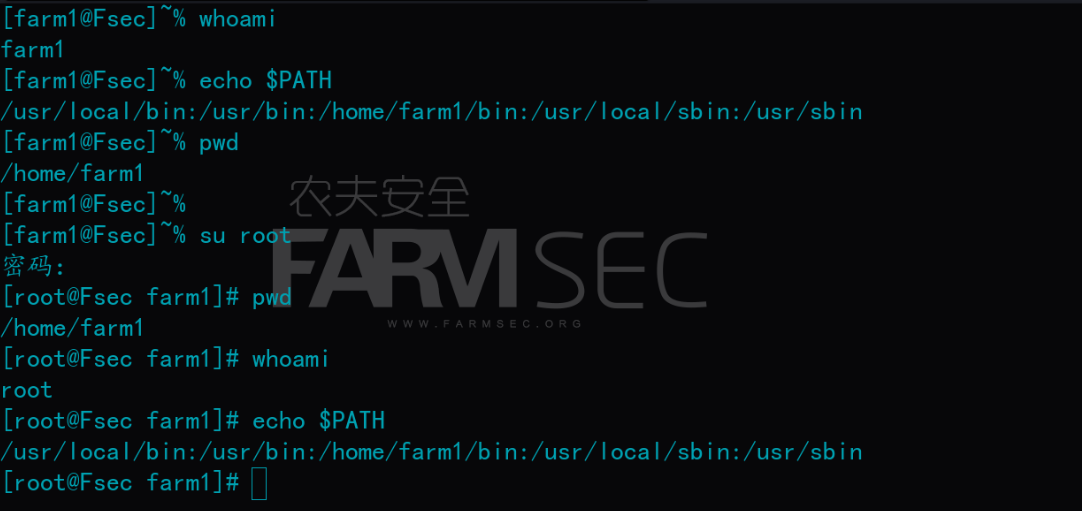 [farm1@Fsec]~% whoami
farm1
[farm1@Fsec]~% echo $PATH
/usr/local/bin:/usr/bin:/home/farm1/bin:/usr/local/sbin:/usr/sbin
[farm1@Fsec]~% pwd
/home/farm1
[farm1@Fsec]~%
[farm1@Fsec]~% su root
密码：
[root@Fsec farm1]# pwd
/home/farm1
[root@Fsec farm1]# whoami
root
[root@Fsec farm1]# echo $PATH
/usr/local/bin:/usr/bin:/home/farm1/bin:/usr/local/sbin:/usr/sbin
[root@Fsec farm1]#
农夫安全
FARMSEC
WWW.FARMSEC.ORG